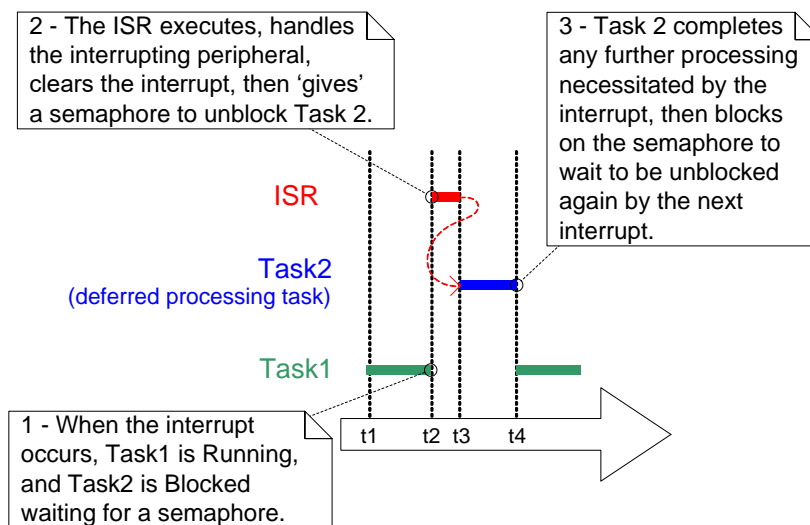 2 - The ISR executes, handles
the interrupting peripheral,
clears the interrupt, then ‘gives’
a semaphore to unblock Task 2.
3 - Task 2 completes
any further processing
necessitated by the
interrupt, then blocks
on the semaphore to
wait to be unblocked
again by the next
interrupt.
ISR
Task2
(deferred processing task)
Task1
1 - When the interrupt
occurs, Task1 is Running,
and Task2 is Blocked
waiting for a semaphore.
t1 t2 t3 t4